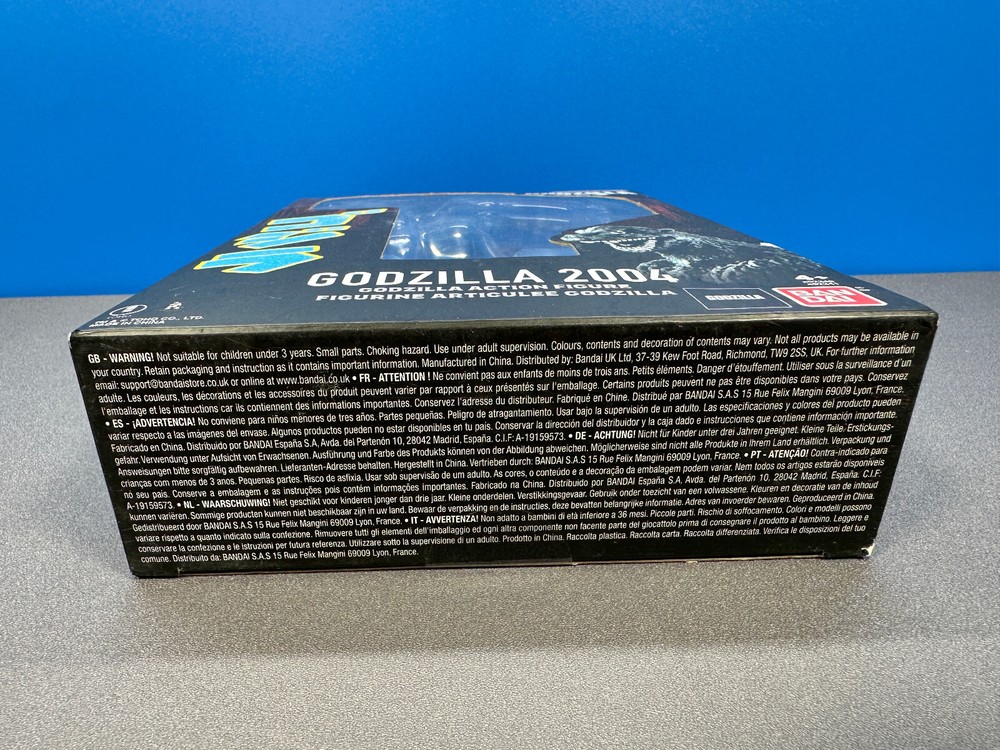 GODZILLA 2004
GODZILLA ACTION FIGURE
FIGURINE ARTICULEE GODZILLA
GODZILLA
BAN
DAI
TOHO CO., LTD.
MADE IN CHINA
GB - WARNING! Not suitable for children under 3 years. Small parts. Choking hazard. Use under adult supervision. Colours, contents and decoration of contents may vary. Not all products may be available in
your country. Retain packaging and instruction as it contains important information. Manufactured in China. Distributed by: Bandai UK Ltd, 37-39 Kew Foot Road, Richmond, TW9 2SS, UK. For further information
email: support@bandaistore.co.uk or online at www.bandai.co.uk • FR - ATTENTION ! Ne convient pas aux enfants de moins de trois ans. Petits éléments. Danger d'étouffement. Utiliser sous la surveillance d'un
adulte. Les couleurs, les décorations et les accessoires du produit peuvent varier par rapport à ceux présentés sur l'emballage. Certains produits peuvent ne pas être disponibles dans votre pays. Conservez
l'emballage et les instructions car ils contiennent des informations importantes. Conservez l'adresse du distributeur. Fabriqué en China. Distribué par BANDAI S.A.S 15 Rue Felix Mangini 69009 Lyon, France.
• ES - ¡ADVERTENCIA! No conviene para niños menores de tres años. Partes pequeñas. Peligro de atragantamiento. Usar bajo la supervisión de un adulto. Las especificaciones y colores del producto pueden
variar respecto a las imágenes del envase. Algunos productos pueden no estar disponibles en tu país. Conservar la dirección del distribuidor y la caja dado e instrucciones que contiene información importante.
Fabricado en China. Distribuido por BANDAI España S.A, Avda. del Partenón 10, 28042 Madrid, España. C.I.F: A-19159573. • DE - ACHTUNG! Nicht für Kinder unter drei Jahren geeignet. Kleine Teile. Erstickungs-
gefahr. Verwendung unter Aufsicht von Erwachsenen. Ausführung und Farbe des Produkts können von der Abbildung abweichen. Möglicherweise sind nicht alle Produkte in Ihrem Land erhältlich. Verpackung und
Anweisungen bitte sorgfältig aufbewahren. Lieferanten-Adresse behalten. Hergestellt in China. Vertrieben durch: BANDAI S.A.S 15 Rue Felix Mangini 69009 Lyon, France. • PT - ATENÇÃO! Contra-indicado para
crianças com menos de 3 anos. Pequenas partes. Risco de asfixia. Usar sob supervisão de um adulto. As cores, o conteúdo e a decoração da embalagem podem variar. Nem todos os artigos estarão disponíveis
no seu pais. Conserve a embalagem e as instruções pois contém informações importantes. Fabricado na China. Distribuido por BANDAI España S.A. Avda. del Partenón 10, 28042 Madrid, España. C.I.F:
A-19159573. • NL - WAARSCHUWING! Niet geschikt voor kinderen jonger dan drie jaar. Kleine onderdelen. Verstikkingsgevaar. Gebruik onder toezicht van een volwassene. Kleuren en decoratie van de inhoud
kunnen variëren. Sommige producten kunnen niet beschikbaar zijn in uw land. Bewaar de verpakking en de instructies, deze bevatten belangrijke informatie. Adres van invoerder bewaren. Geproduceerd in China.
Gedistribueerd door BANDAI S.A.S 15 Rue Felix Mangini 69009 Lyon, France. • IT - AVVERTENZA! Non adatto a bambini di età inferiore a 36 mesi. Piccole parti. Rischio di soffocamento. Colori e modelli possono
variare rispetto a quanto indicato sulla confezione. Rimuovere tutti gli elementi dell'imballaggio ed ogni altra componente non facente parte del giocattolo prima di consegnare il prodotto al bambino. Leggere e
conservare la confezione e le istruzioni per futura referenza. Utilizzare sotto la supervisione di un adulto. Prodotto in China. Raccolta plastica. Raccolta carta. Raccolta differenziata. Verifica le disposizioni del tuo
comune. Distribuito da: BANDAI S.A.S 15 Rue Felix Mangini 69009 Lyon, France.